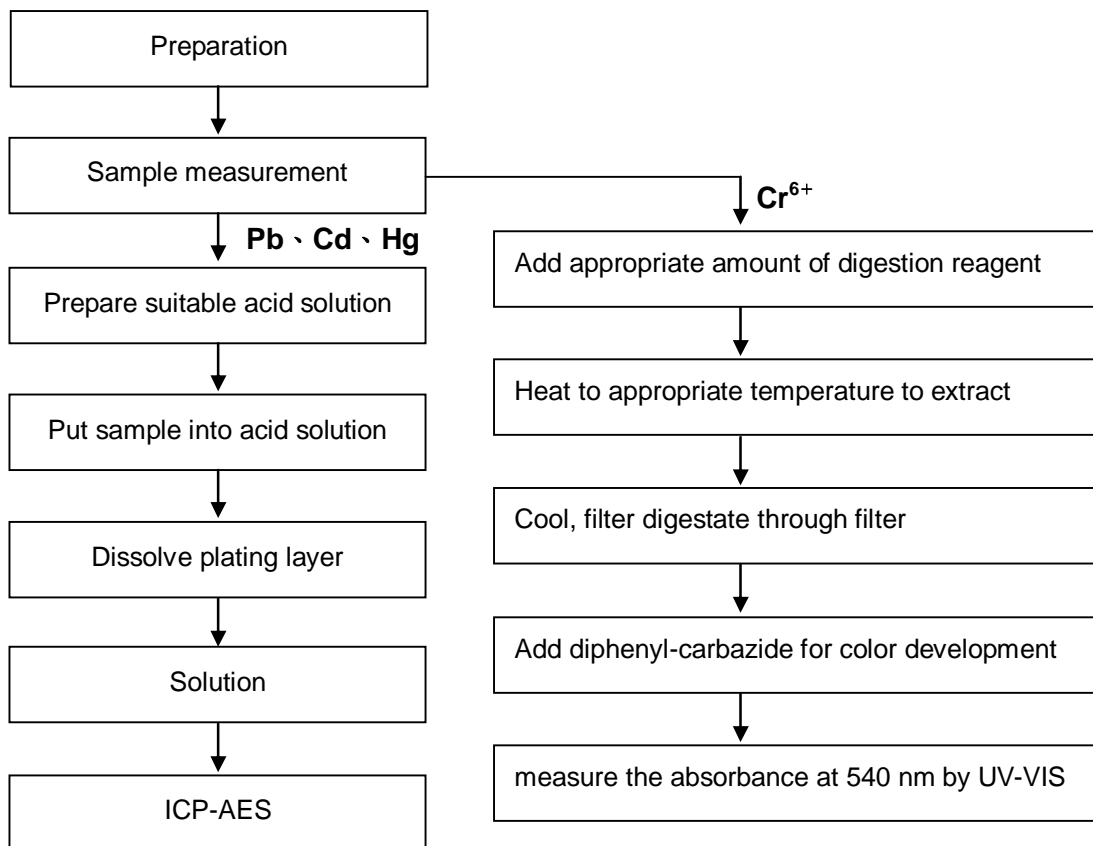 Preparation
Sample measurement
Pb、Cd、Hg
Prepare suitable acid solution
Put sample into acid solution
Dissolve plating layer
Solution
ICP-AES
Cr⁶⁺
Add appropriate amount of digestion reagent
Heat to appropriate temperature to extract
Cool, filter digestate through filter
Add diphenyl-carbazide for color development
measure the absorbance at 540 nm by UV-VIS